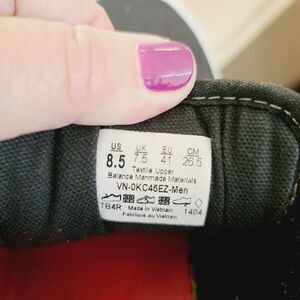 US UK EU CM
8.5 7.5 41 26.5
Textile Upper
Balance Manmade Materials
VN-0KC46EZ-Men
TB4R Made in Vietnam 1404
Fabriqué au Vietnam